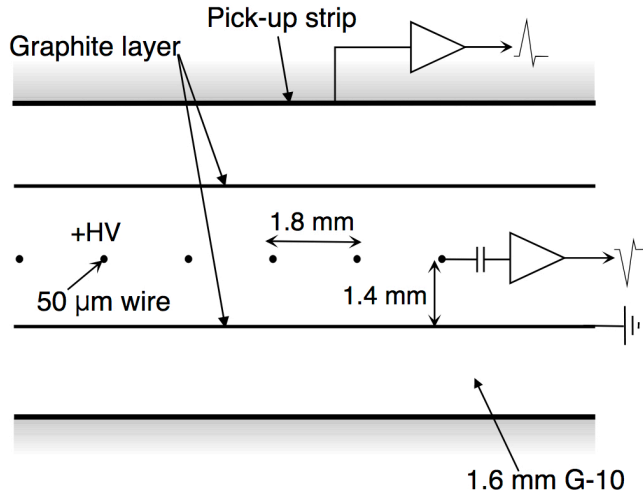 Pick-up strip
Graphite layer
1.8 mm
+HV
50 µm wire
1.4 mm
1.6 mm G-10